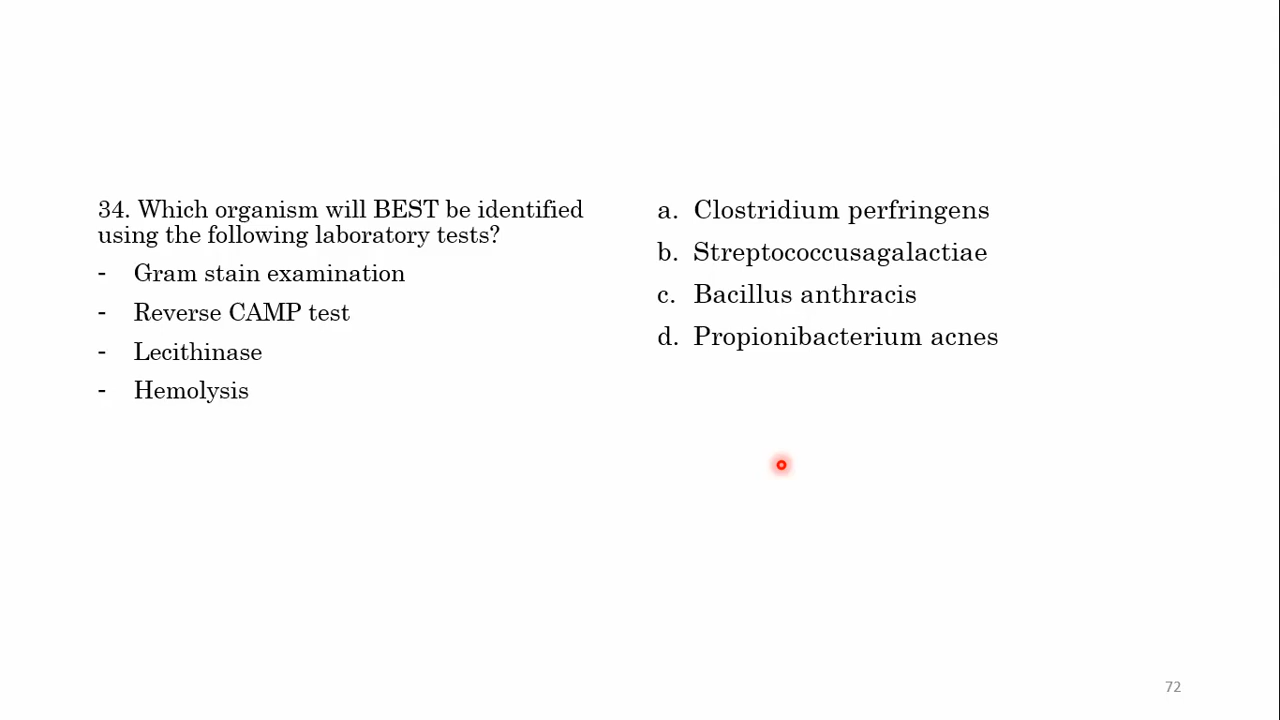 34. Which organism will BEST be identified
using the following laboratory tests?
- Gram stain examination
- Reverse CAMP test
- Lecithinase
- Hemolysis
a. Clostridium perfringens
b. Streptococcusagalactiae
c. Bacillus anthracis
d. Propionibacterium acnes
72